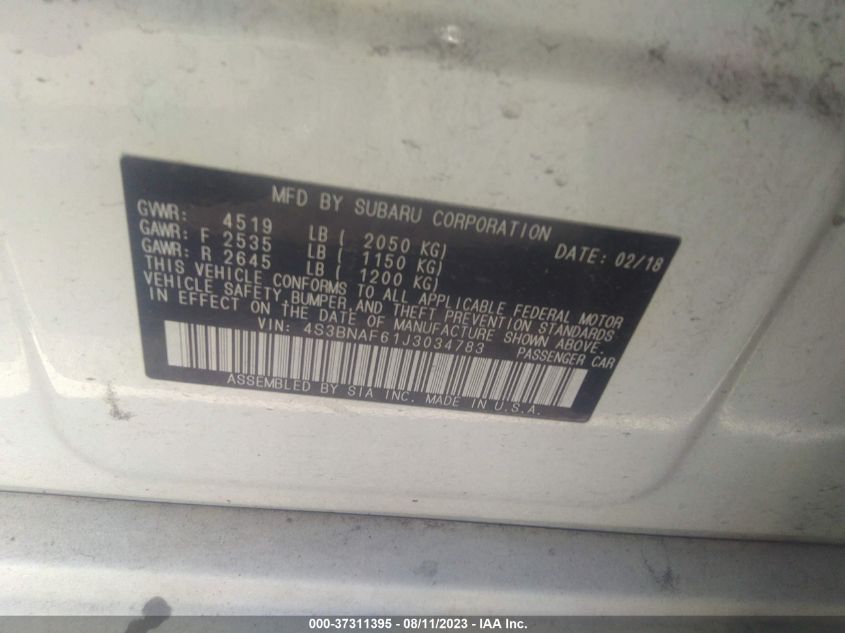 MFD BY SUBARU CORPORATION
GVWR: 4519 LB ( 2050 KG) DATE: 02/18
GAWR: F 2535 LB ( 1150 KG)
GAWR: R 2645 LB ( 1200 KG)
THIS VEHICLE CONFORMS TO ALL APPLICABLE FEDERAL MOTOR
VEHICLE SAFETY, BUMPER, AND THEFT PREVENTION STANDARDS
IN EFFECT ON THE DATE OF MANUFACTURE SHOWN ABOVE.
VIN: 4S3BNAF61J3034783 PASSENGER CAR
ASSEMBLED BY SIA INC. MADE IN U.S.A.
000-37311395 - 08/11/2023 - IAA Inc.